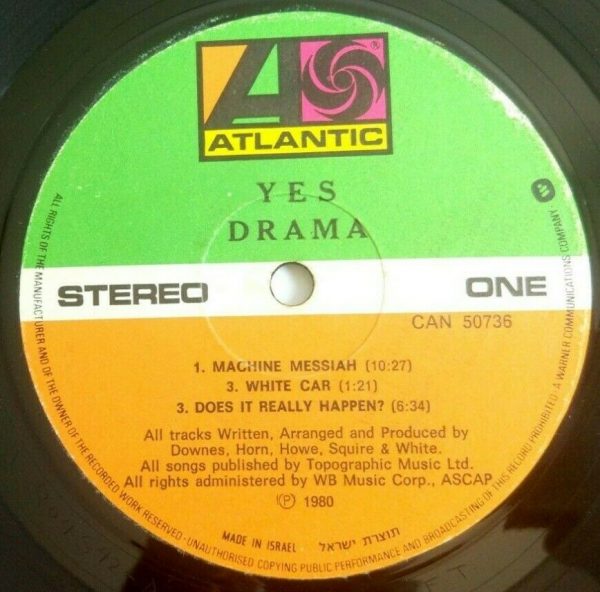 ATLANTIC
®
YES
DRAMA
STEREO
ONE
CAN 50736
1. MACHINE MESSIAH (10:27)
3. WHITE CAR (1:21)
3. DOES IT REALLY HAPPEN? (6:34)
All tracks Written, Arranged and Produced by
Downes, Horn, Howe, Squire & White.
All songs published by Topographic Music Ltd.
All rights administered by WB Music Corp., ASCAP
℗ 1980
MADE IN ISRAEL תוצרת ישראל
ALL RIGHTS OF THE MANUFACTURER AND OF THE OWNER OF THE RECORDED WORK RESERVED - UNAUTHORISED COPYING PUBLIC PERFORMANCE AND BROADCASTING OF THIS RECORD PROHIBITED - A WARNER COMMUNICATIONS COMPANY